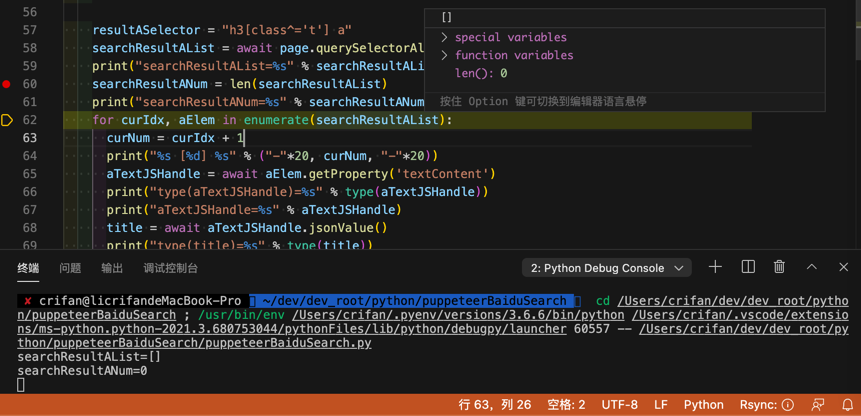 56
57 resultASelector = "h3[class^='t'] a"
58 searchResultAList = await page.querySelectorAl
59 print("searchResultAList=%s" % searchResultALi
60 searchResultANum = len(searchResultAList)
61 print("searchResultANum=%s" % searchResultANum
62 for curIdx, aElem in enumerate(searchResultAList):
63 curNum = curIdx + 1
64 print("%s [%d] %s" % ("-"*20, curNum, "-"*20))
65 aTextJSHandle = await aElem.getProperty('textContent')
66 print("type(aTextJSHandle)=%s" % type(aTextJSHandle))
67 print("aTextJSHandle=%s" % aTextJSHandle)
68 title = await aTextJSHandle.jsonValue()
69 print("type(title)=%s" % type(title))
[]
> special variables
> function variables
len(): 0
按住 Option 键可切换到编辑器语言悬停
终端 问题 输出 调试控制台 2: Python Debug Console
✘ crifan@licrifandeMacBook-Pro ~/dev/dev_root/python/puppeteerBaiduSearch cd /Users/crifan/dev/dev_root/pytho
n/puppeteerBaiduSearch ; /usr/bin/env /Users/crifan/.pyenv/versions/3.6.6/bin/python /Users/crifan/.vscode/extensio
ns/ms-python.python-2021.3.680753044/pythonFiles/lib/python/debugpy/launcher 60557 -- /Users/crifan/dev/dev_root/py
thon/puppeteerBaiduSearch/puppeteerBaiduSearch.py
searchResultAList=[]
searchResultANum=0
行 63，列 26 空格: 2 UTF-8 LF Python Rsync: